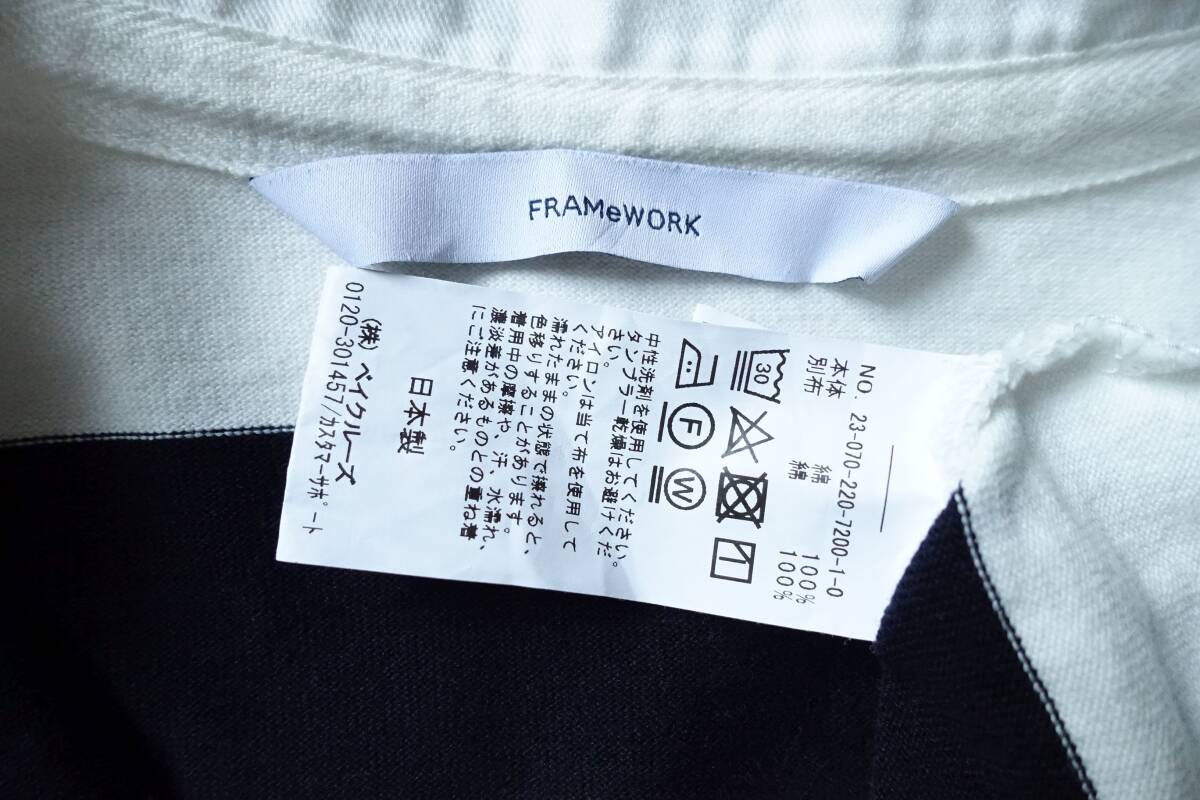 FRAMeWORK
NO. 23-070-220-7200-1-0
本体 綿 100%
別布 綿 100%
30
F
W
中性洗剤を使用してください。
タンブラー乾燥はお避けくだ
さい。
アイロンは当て布を使用して
ください。
濡れたままの状態で擦れると、
色移りすることがあります。
着用中の摩擦や、汗、水濡れ、
濃淡差があるものとの重ね着
にご注意ください。
日本製
(株) ベイクルーズ
0120-301457/カスタマーサポート